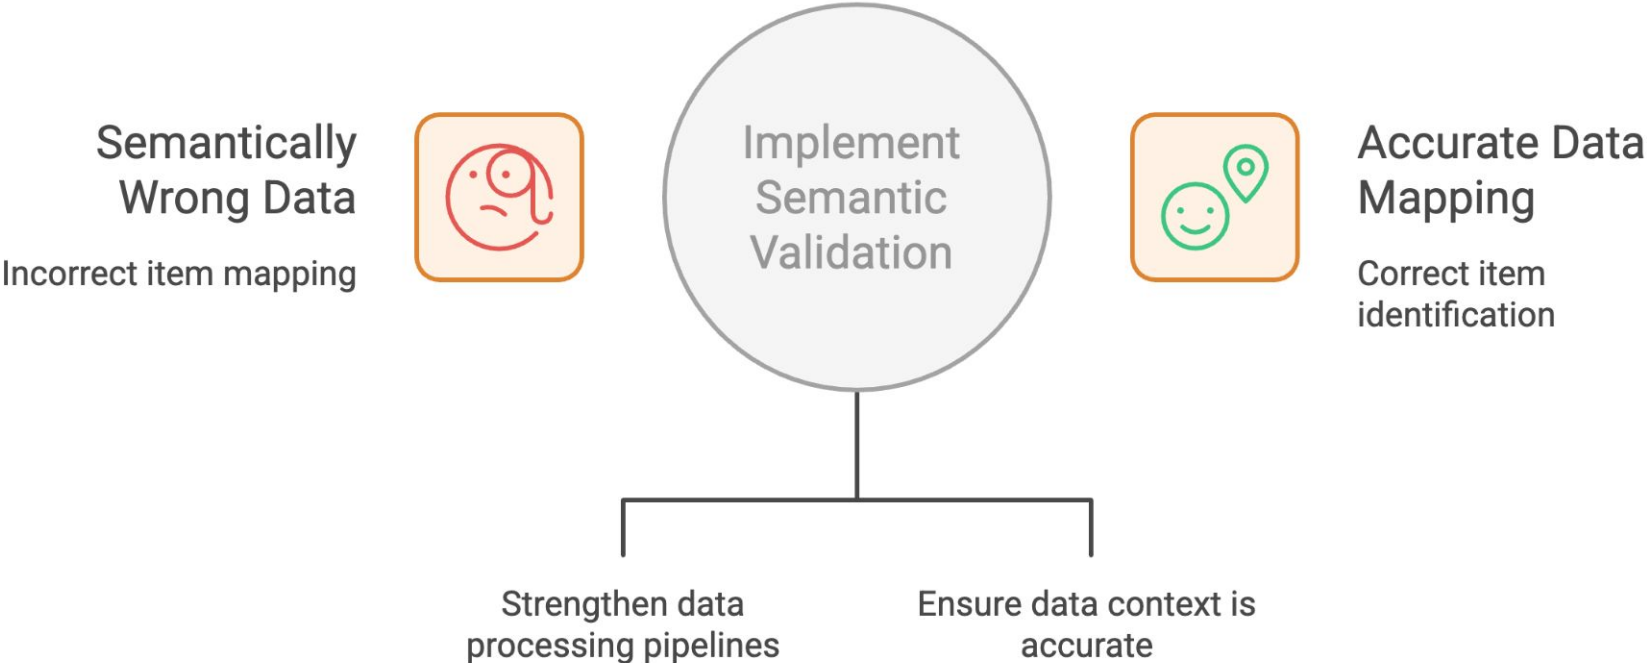 Semantically
Wrong Data
Incorrect item mapping
Implement
Semantic
Validation
Accurate Data
Mapping
Correct item
identification
Strengthen data
processing pipelines
Ensure data context is
accurate